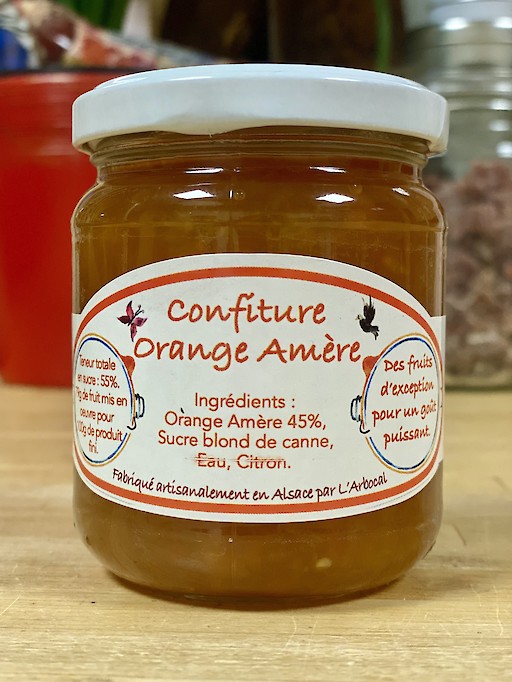 Confiture
Orange Amère
Ingrédients :
Orange Amère 45%,
Sucre blond de canne,
Eau, Citron.
Teneur totale
en sucre : 55%.
de fruit mis en
oeuvre pour
de produit
fini.
Des fruits
d'exception
pour un goût
puissant.
Fabriqué artisanalement en Alsace par L'Arbocal